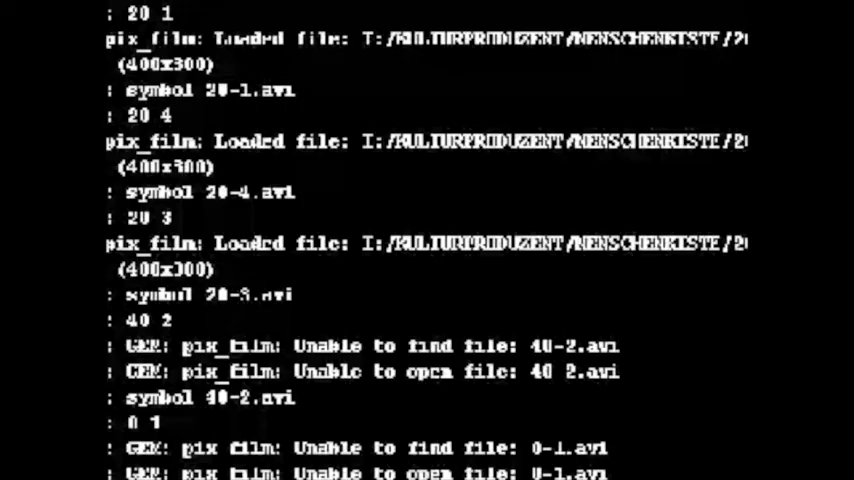 : 20 1
pix_film: Loaded file: I:/KULTURPRODUZENT/MENSCHENKISTE/20
(400x300)
: symbol 20-1.avi
: 20 4
pix_film: Loaded file: I:/KULTURPRODUZENT/MENSCHENKISTE/20
(400x300)
: symbol 20-4.avi
: 20 3
pix_film: Loaded file: I:/KULTURPRODUZENT/MENSCHENKISTE/20
(400x300)
: symbol 20-3.avi
: 40 2
: GEM: pix_film: Unable to find file: 40-2.avi
: GEM: pix_film: Unable to open file: 40-2.avi
: symbol 40-2.avi
: 0 1
: GEM: pix_film: Unable to find file: 0-1.avi
: GEM: pix_film: Unable to open file: 0-1.avi